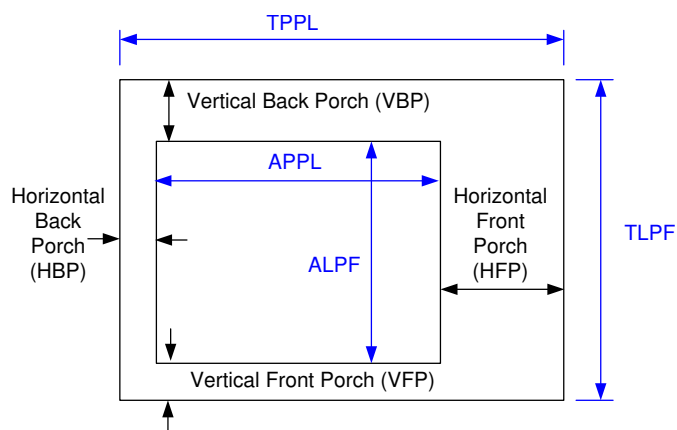 TPPL
Vertical Back Porch (VBP)
APPL
Horizontal
Back
Porch
(HBP)
Horizontal
Front
Porch
(HFP)
TLPF
ALPF
Vertical Front Porch (VFP)